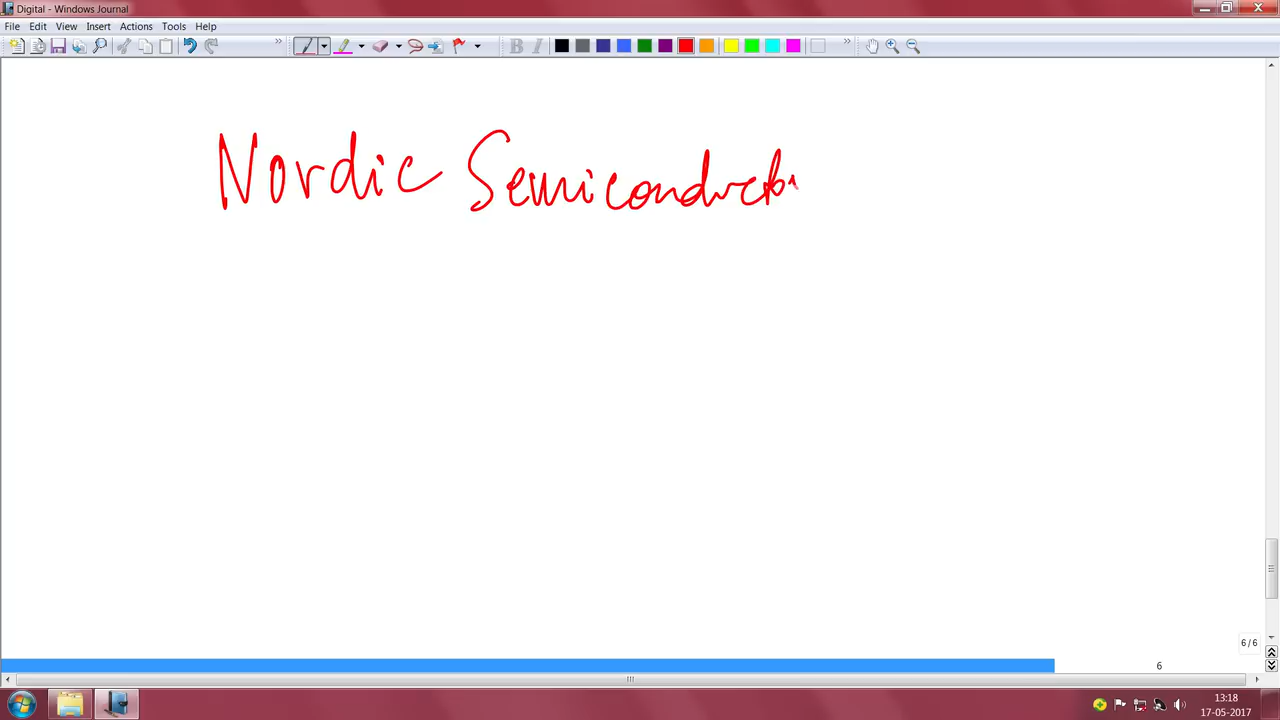 Digital - Windows Journal
File Edit View Insert Actions Tools Help
B I
Nordic Semiconductor
6 / 6
6
13:18
17-05-2017